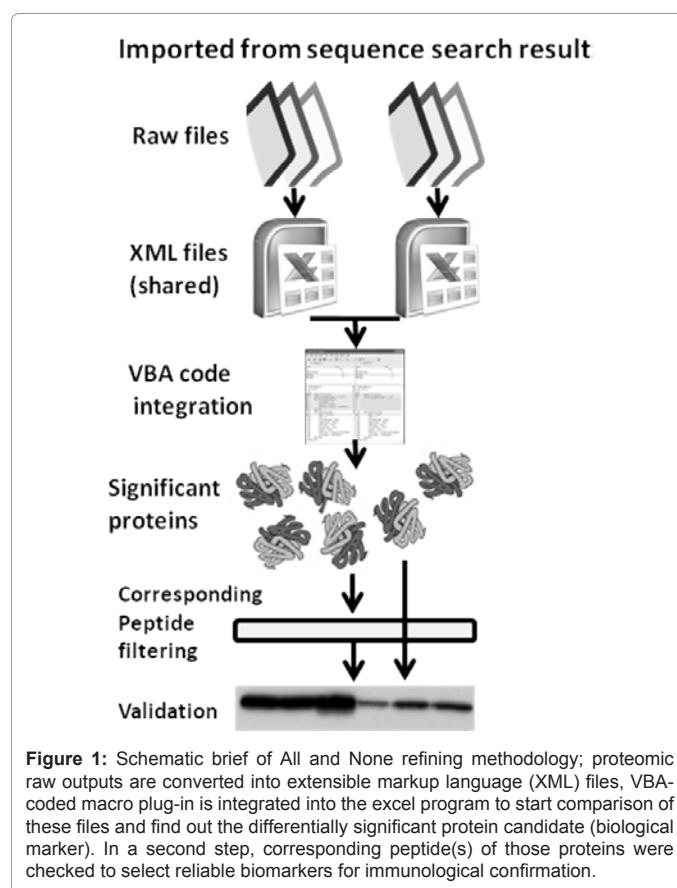 Imported from sequence search result
Raw files
XML files
(shared)
VBA code
integration
Significant
proteins
Corresponding
Peptide
filtering
Validation
Figure 1: Schematic brief of All and None refining methodology; proteomic
raw outputs are converted into extensible markup language (XML) files, VBA-
coded macro plug-in is integrated into the excel program to start comparison of
these files and find out the differentially significant protein candidate (biological
marker). In a second step, corresponding peptide(s) of those proteins were
checked to select reliable biomarkers for immunological confirmation.